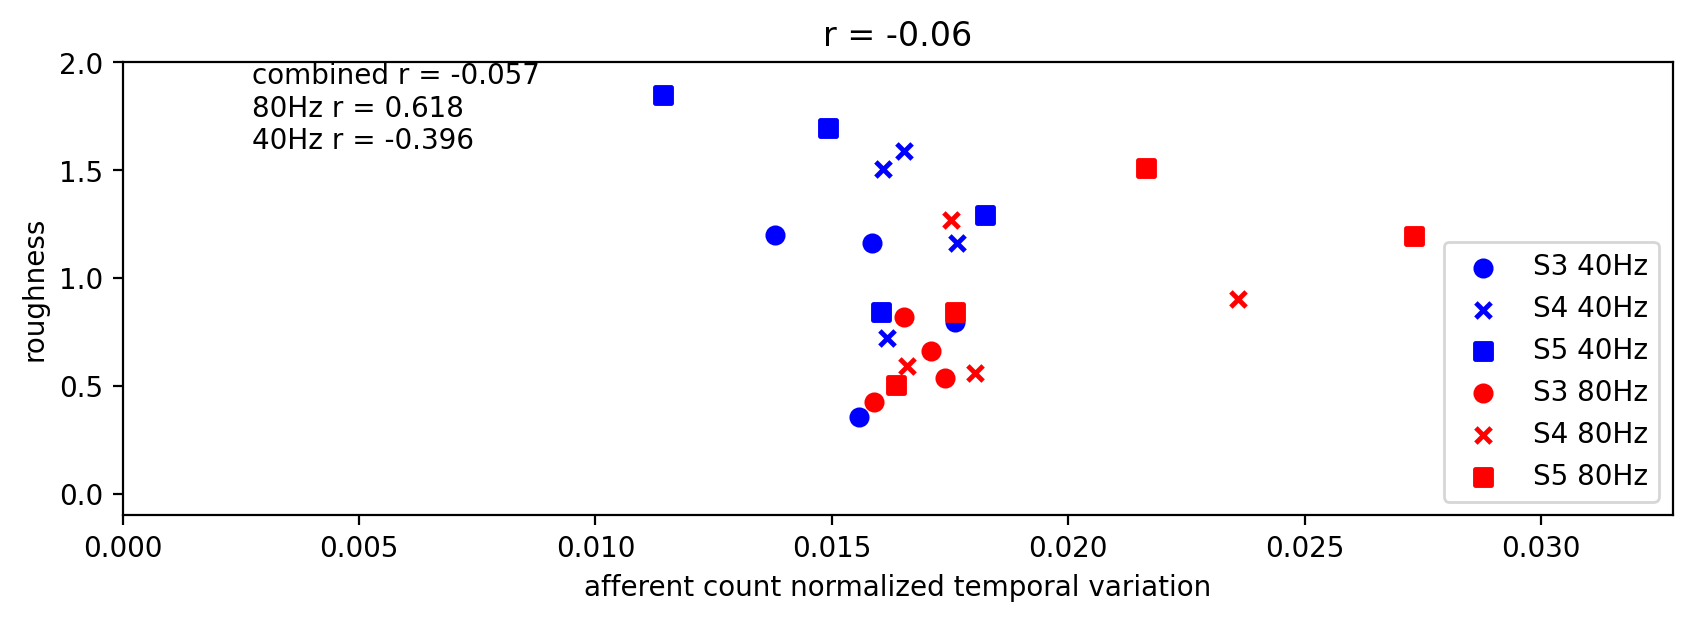 r = -0.06
combined r = -0.057
80Hz r = 0.618
40Hz r = -0.396
2.0
1.5
1.0
0.5
0.0
roughness
S3 40Hz
S4 40Hz
S5 40Hz
S3 80Hz
S4 80Hz
S5 80Hz
0.000 0.005 0.010 0.015 0.020 0.025 0.030
afferent count normalized temporal variation